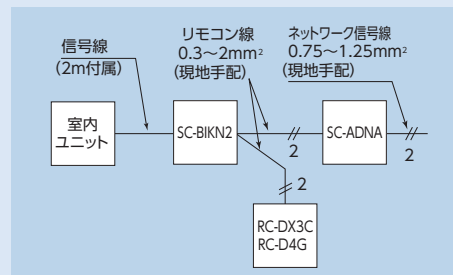 信号線
(2m付属)
リモコン線
0.3～2mm²
(現地手配)
ネットワーク信号線
0.75～1.25mm²
(現地手配)
室内
ユニット
SC-BIKN2
2
SC-ADNA
2
2
RC-DX3C
RC-D4G